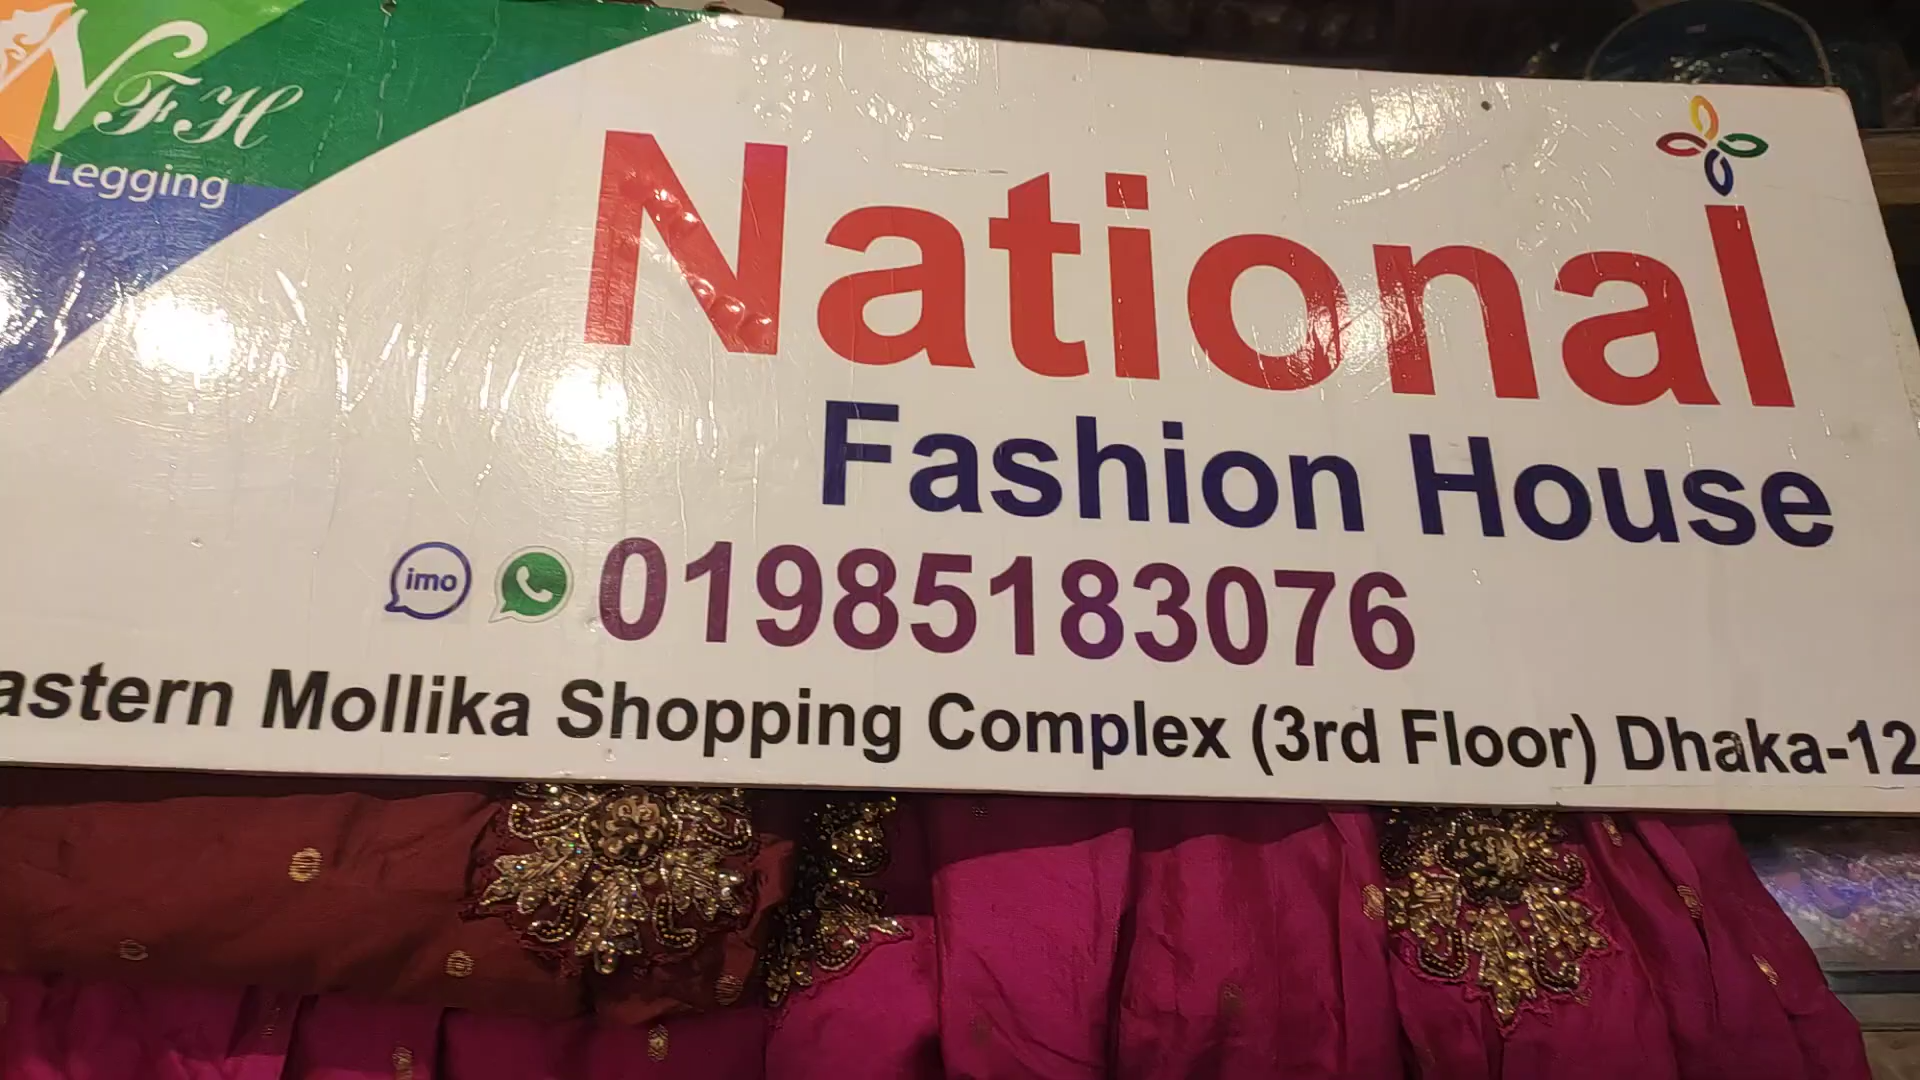 NFH
Legging
National
Fashion House
imo 01985183076
astern Mollika Shopping Complex (3rd Floor) Dhaka-12